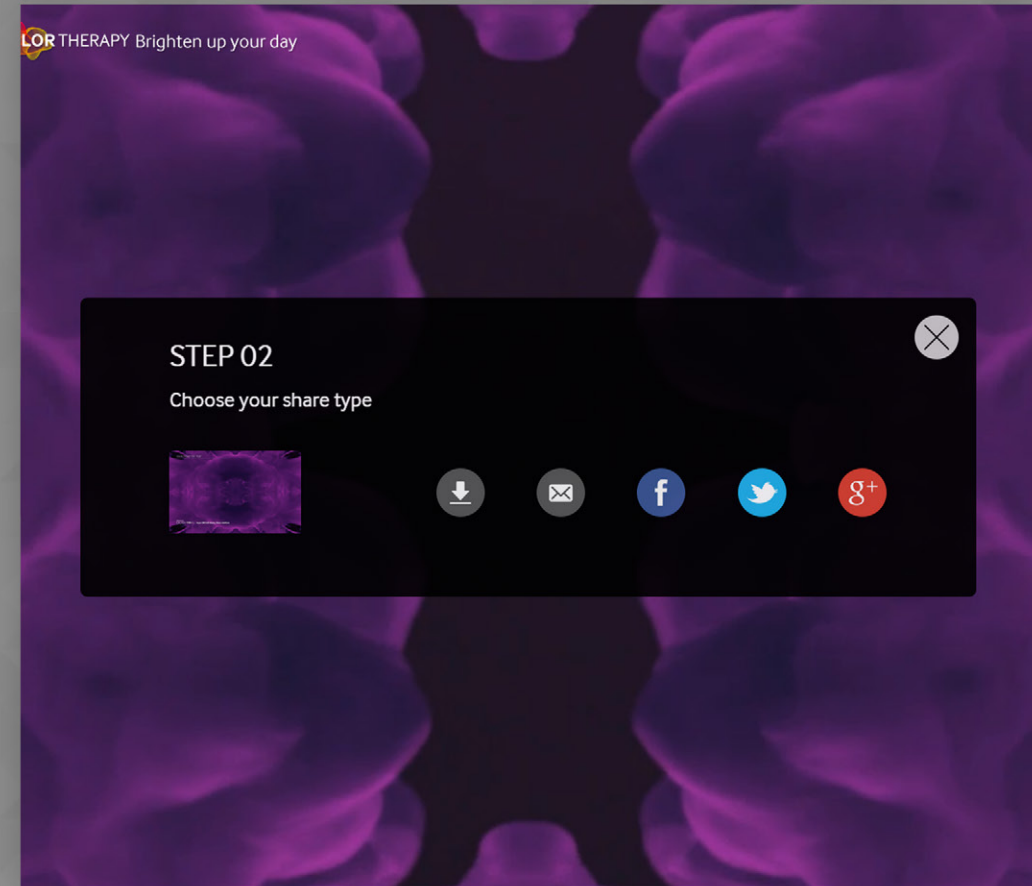 LOR THERAPY Brighten up your day
STEP 02
Choose your share type
f
g+